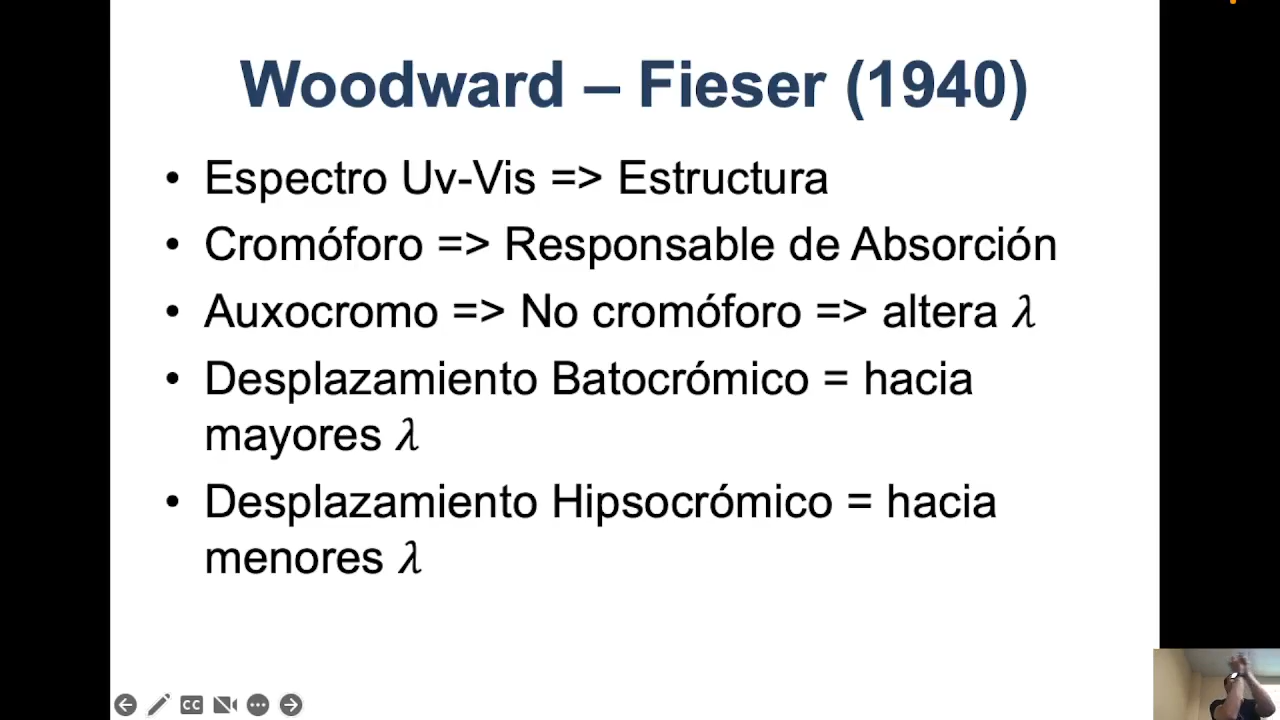 Woodward – Fieser (1940)
• Espectro Uv-Vis => Estructura
• Cromóforo => Responsable de Absorción
• Auxocromo => No cromóforo => altera λ
• Desplazamiento Batocrómico = hacia
mayores λ
• Desplazamiento Hipsocrómico = hacia
menores λ
CC